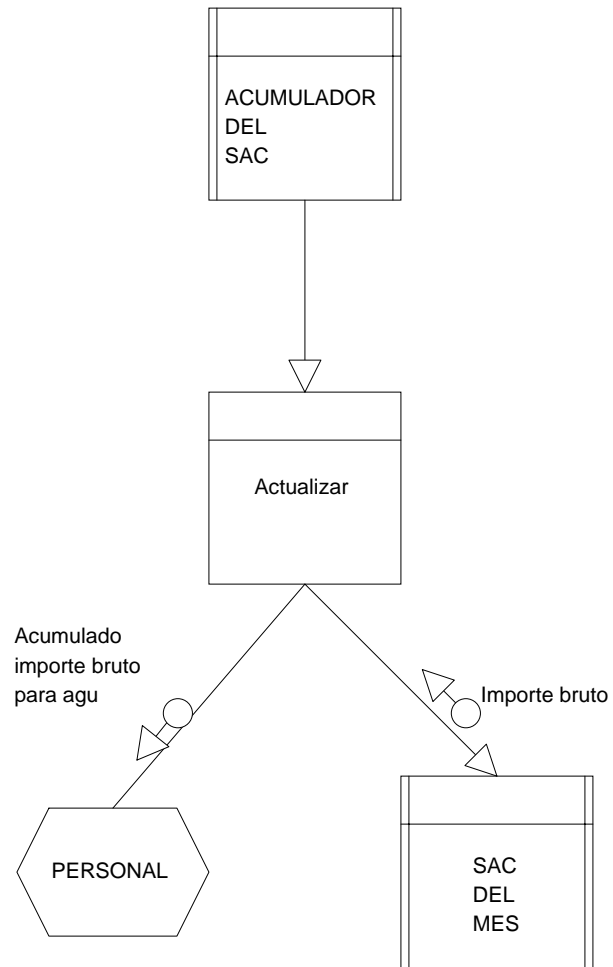 ACUMULADOR
DEL
SAC
Actualizar
Acumulado
importe bruto
para agu
Importe bruto
PERSONAL
SAC
DEL
MES